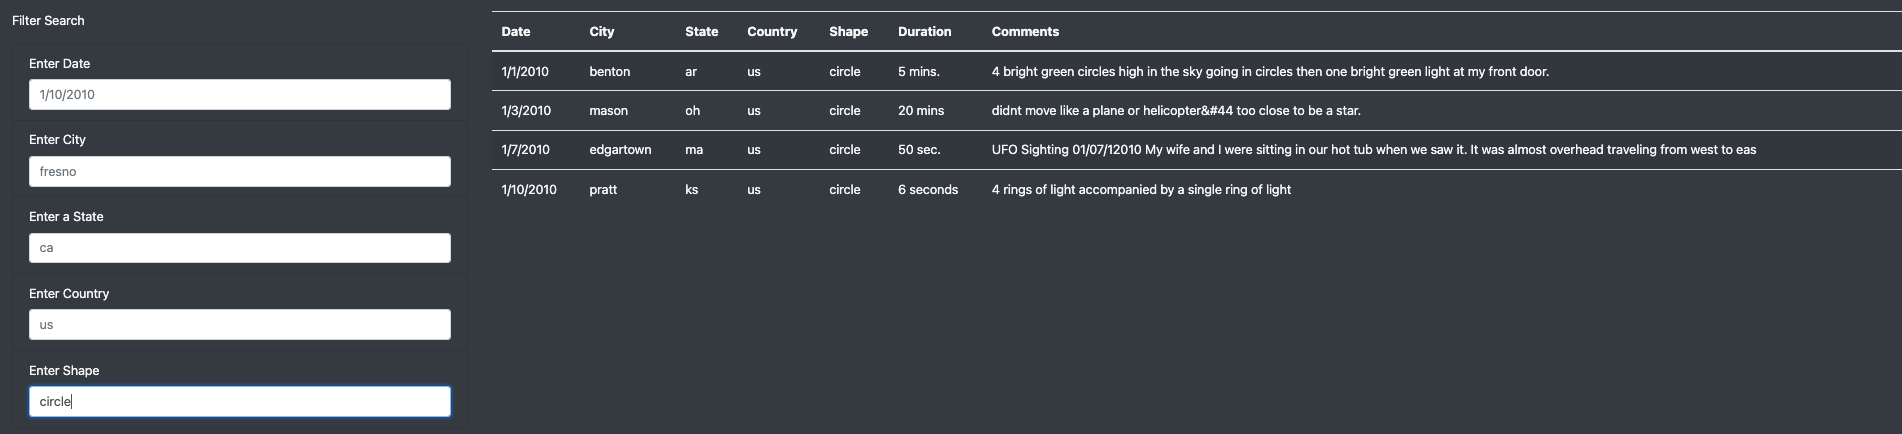 Filter Search
Enter Date
1/10/2010
Enter City
fresno
Enter a State
ca
Enter Country
us
Enter Shape
circle
Date City State Country Shape Duration Comments
1/1/2010 benton ar us circle 5 mins. 4 bright green circles high in the sky going in circles then one bright green light at my front door.
1/3/2010 mason oh us circle 20 mins didnt move like a plane or helicopter&#44 too close to be a star.
1/7/2010 edgartown ma us circle 50 sec. UFO Sighting 01/07/12010 My wife and I were sitting in our hot tub when we saw it. It was almost overhead traveling from west to eas
1/10/2010 pratt ks us circle 6 seconds 4 rings of light accompanied by a single ring of light